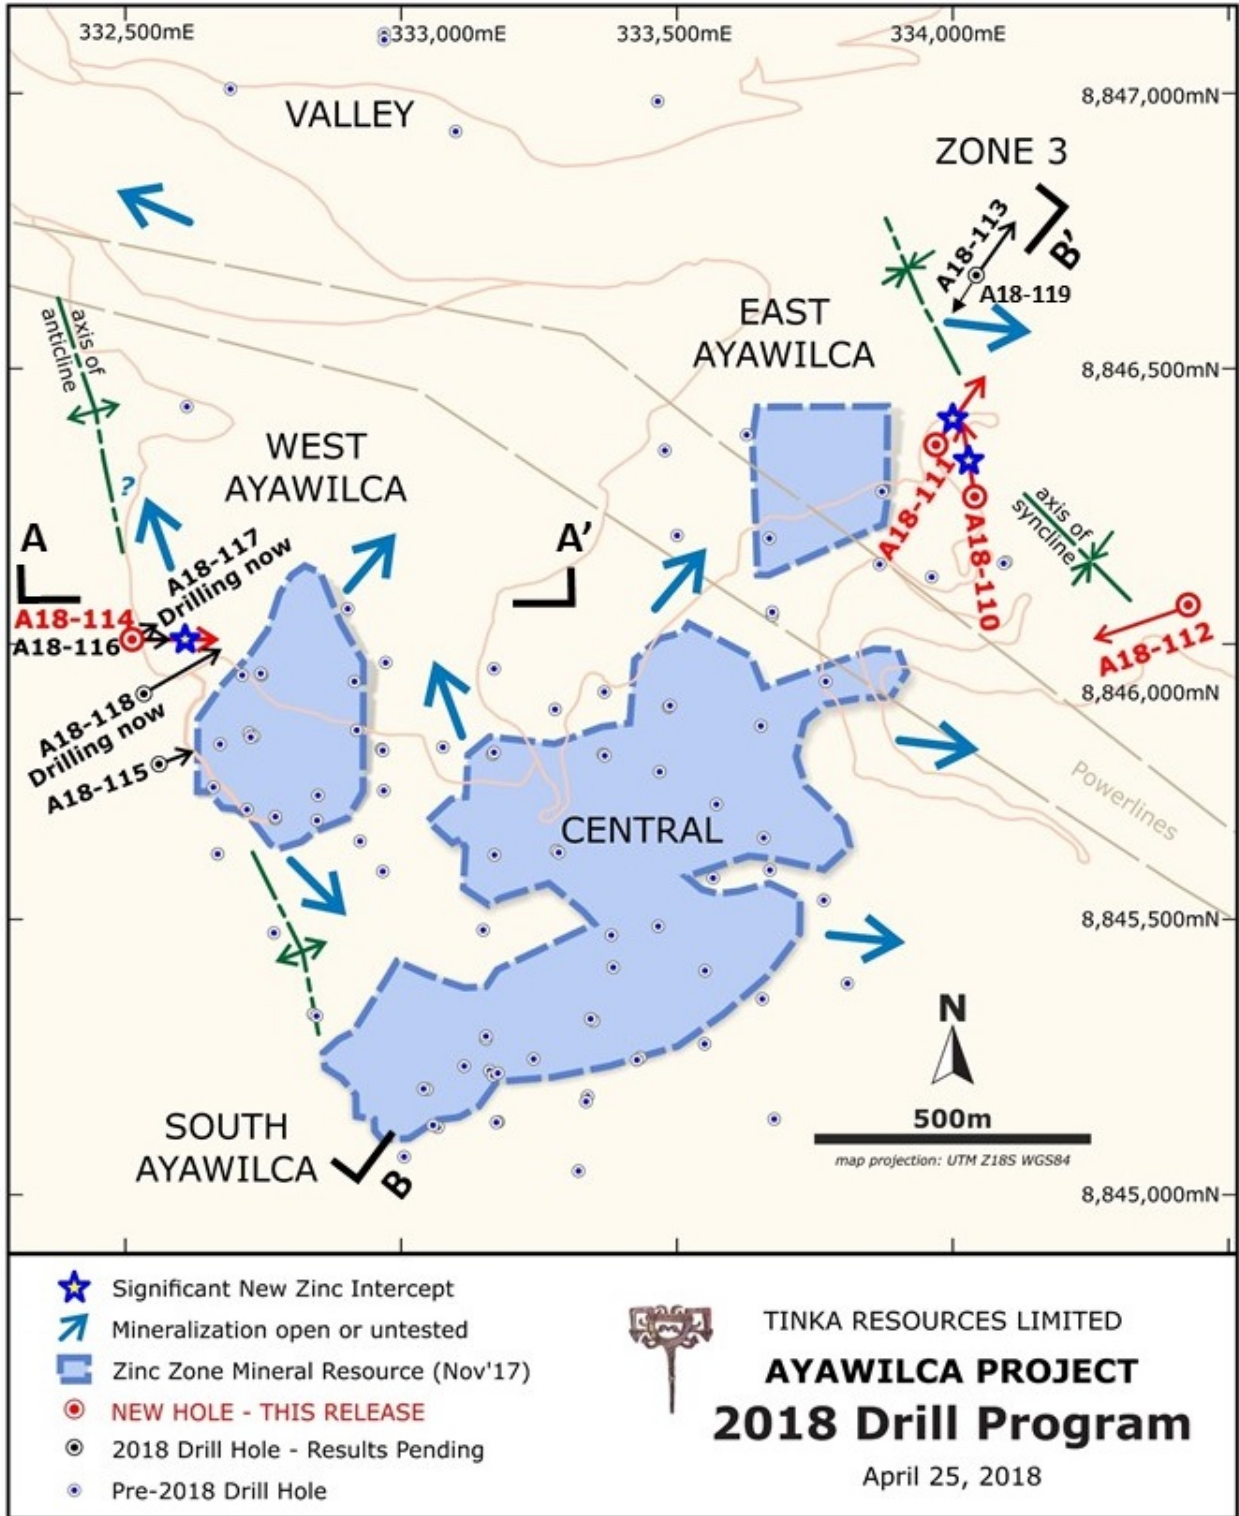 332,500mE
333,000mE
333,500mE
334,000mE
VALLEY
8,847,000mN
ZONE 3
A18-113
B'
A18-119
EAST
AYAWILCA
axis of
anticline
8,846,500mN
WEST
AYAWILCA
?
A
A'
A18-117
Drilling now
A18-111
A18-110
axis of
syncline
A18-114
A18-116
A18-112
A18-118
Drilling now
8,846,000mN
A18-115
Powerlines
CENTRAL
8,845,500mN
N
SOUTH
AYAWILCA
B
500m
map projection: UTM Z18S WGS84
8,845,000mN
Significant New Zinc Intercept
Mineralization open or untested
Zinc Zone Mineral Resource (Nov'17)
NEW HOLE - THIS RELEASE
2018 Drill Hole - Results Pending
Pre-2018 Drill Hole
TINKA RESOURCES LIMITED
AYAWILCA PROJECT
2018 Drill Program
April 25, 2018